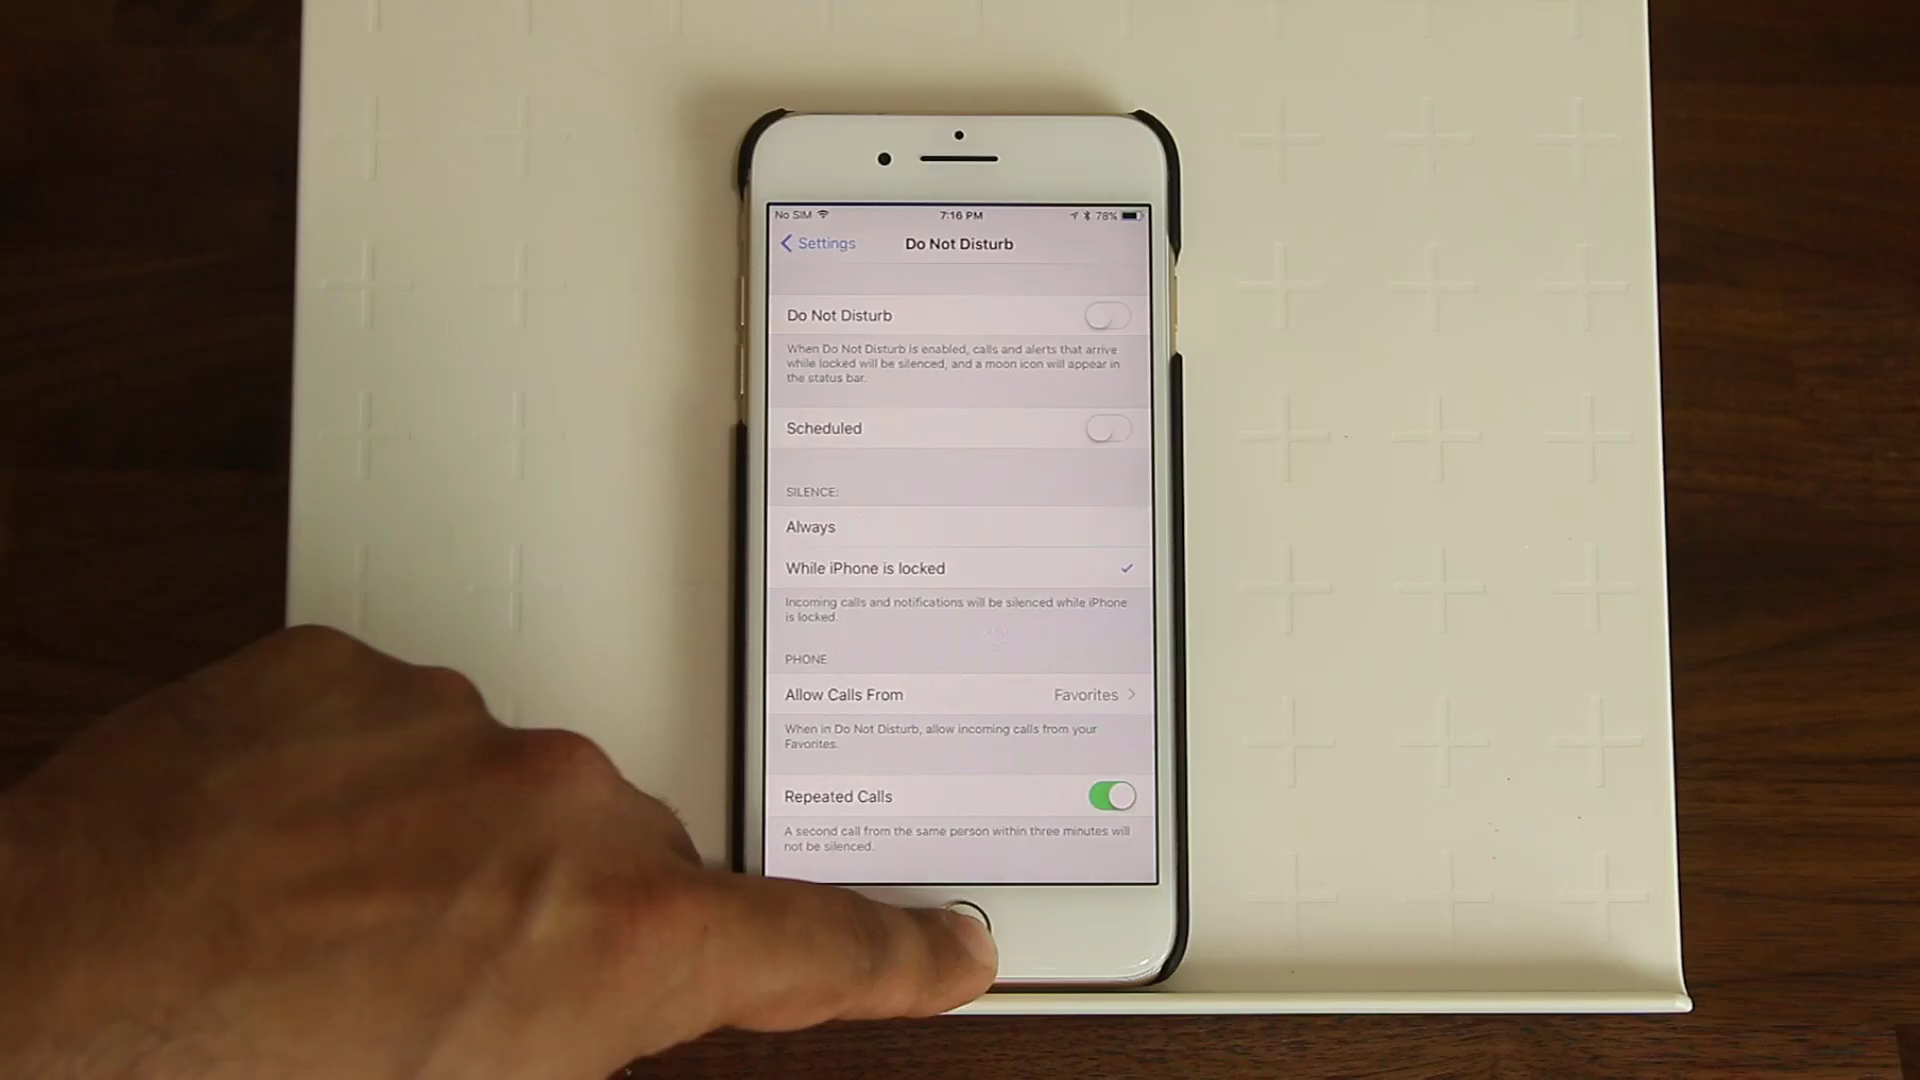 No SIM 7:16 PM 78%
Settings Do Not Disturb
Do Not Disturb
When Do Not Disturb is enabled, calls and alerts that arrive
while locked will be silenced, and a moon icon will appear in
the status bar.
Scheduled
SILENCE:
Always
While iPhone is locked
Incoming calls and notifications will be silenced while iPhone
is locked.
PHONE
Allow Calls From Favorites
When in Do Not Disturb, allow incoming calls from your
Favorites.
Repeated Calls
A second call from the same person within three minutes will
not be silenced.